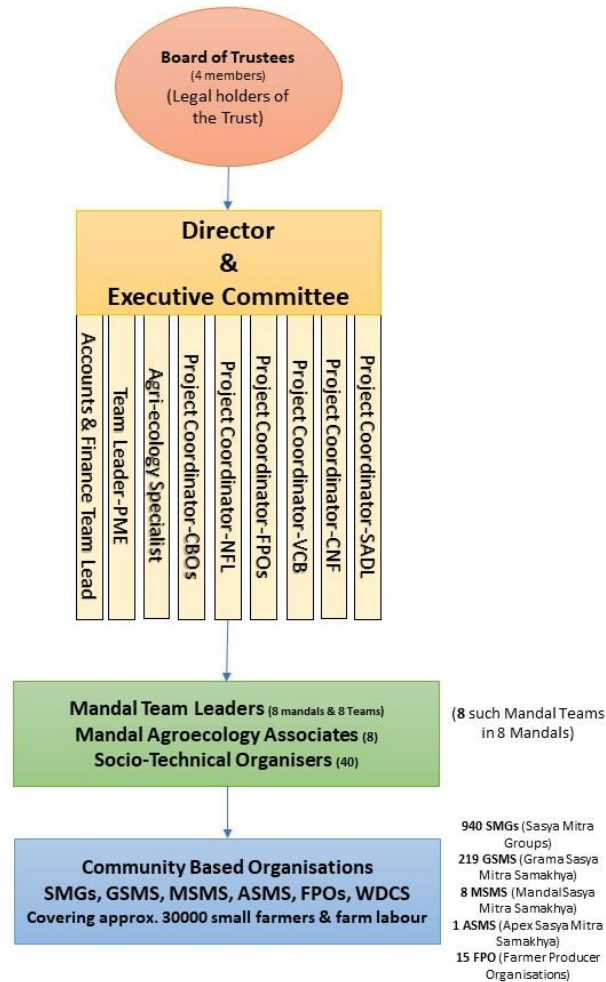 Board of Trustees
(4 members)
(Legal holders of
the Trust)
Director
&
Executive Committee
Accounts & Finance Team Lead
Team Leader-PME
Agri-ecology Specialist
Project Coordinator-CBOs
Project Coordinator-NFL
Project Coordinator-FPOs
Project Coordinator-VCB
Project Coordinator-CNF
Project Coordinator-SADL
Mandal Team Leaders (8 mandals & 8 Teams)
Mandal Agroecology Associates (8)
Socio-Technical Organisers (40)
(8 such Mandal Teams
in 8 Mandals)
Community Based Organisations
SMGs, GSMS, MSMS, ASMS, FPOs, WDCS
Covering approx. 30000 small farmers & farm labour
940 SMGs (Sasya Mitra
Groups)
219 GSMS (Grama Sasya
Mitra Samakhya)
8 MSMS (Mandal Sasya
Mitra Samakhya)
1 ASMS (Apex Sasya Mitra
Samakhya)
15 FPO (Farmer Producer
Organisations)